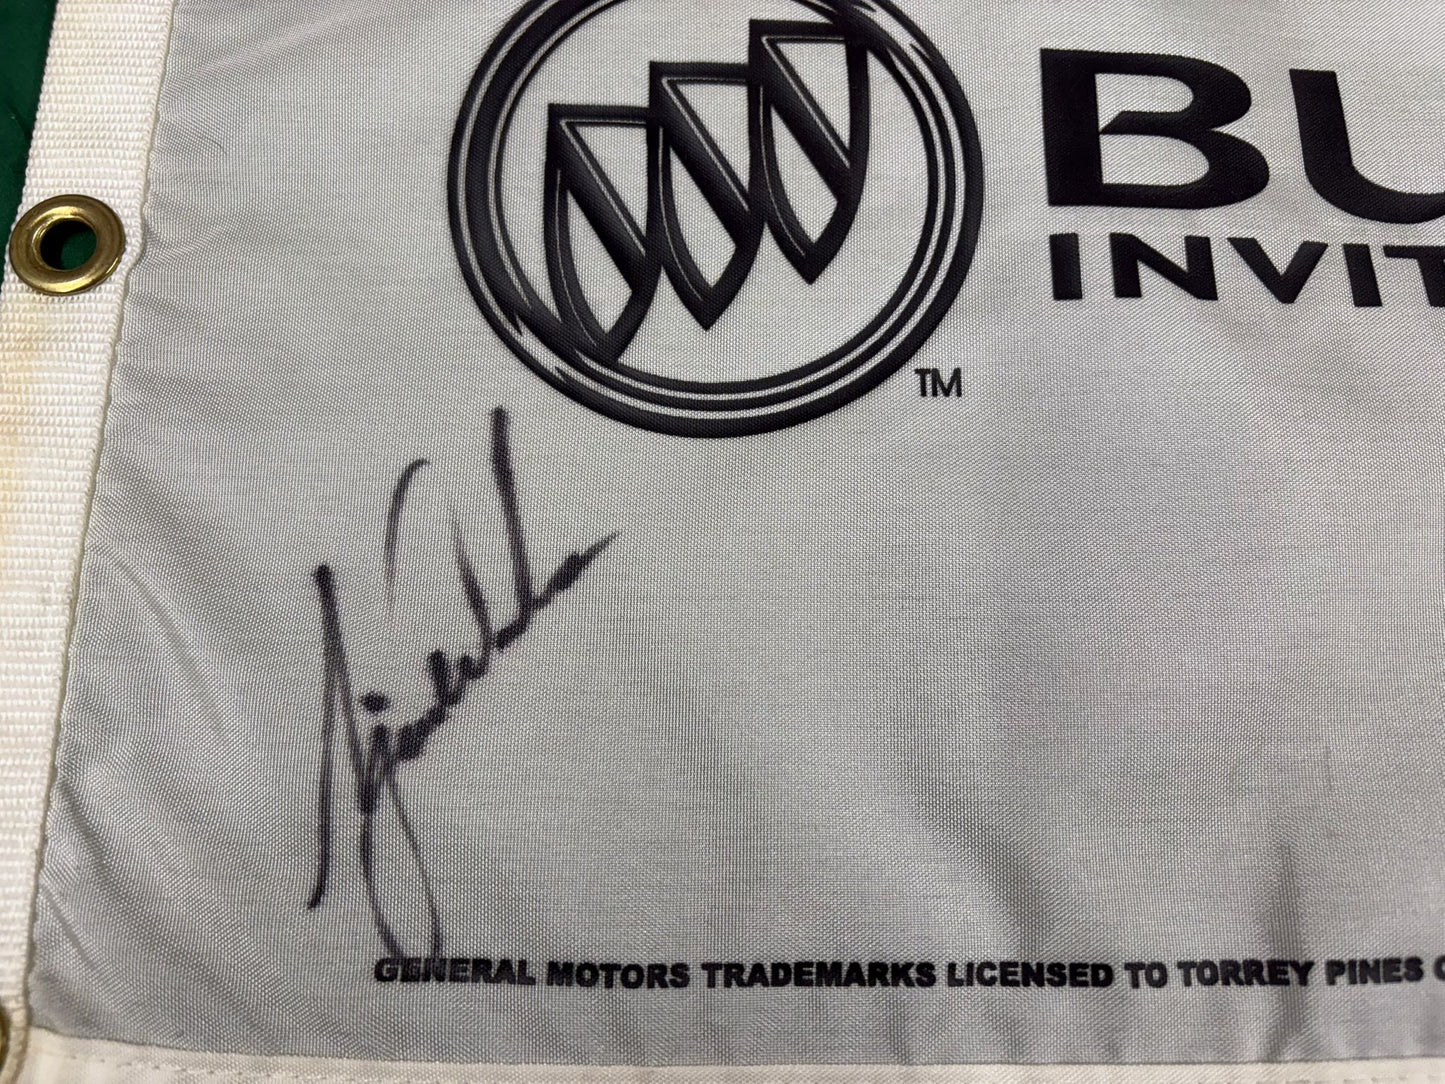 BU
INVIT
TM
GENERAL MOTORS TRADEMARKS LICENSED TO TORREY PINES